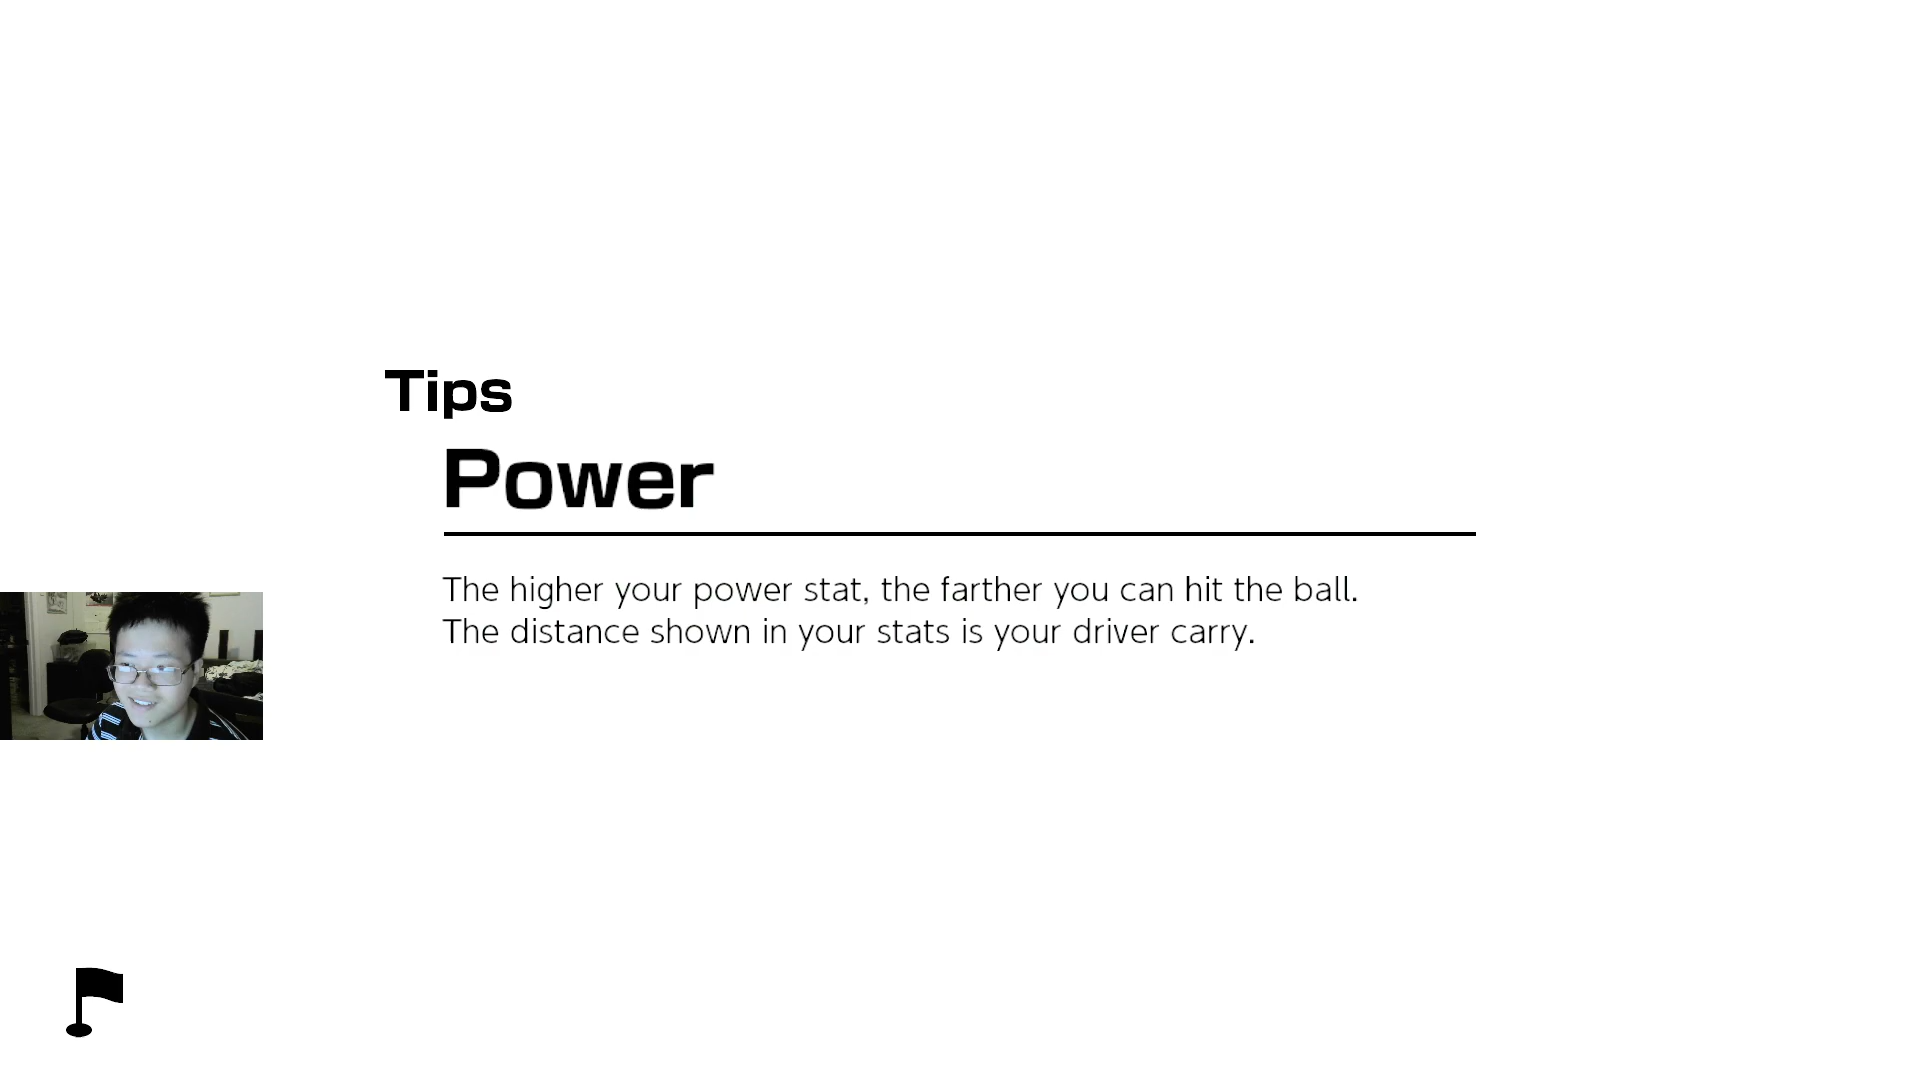 Tips
Power
The higher your power stat, the farther you can hit the ball.
The distance shown in your stats is your driver carry.